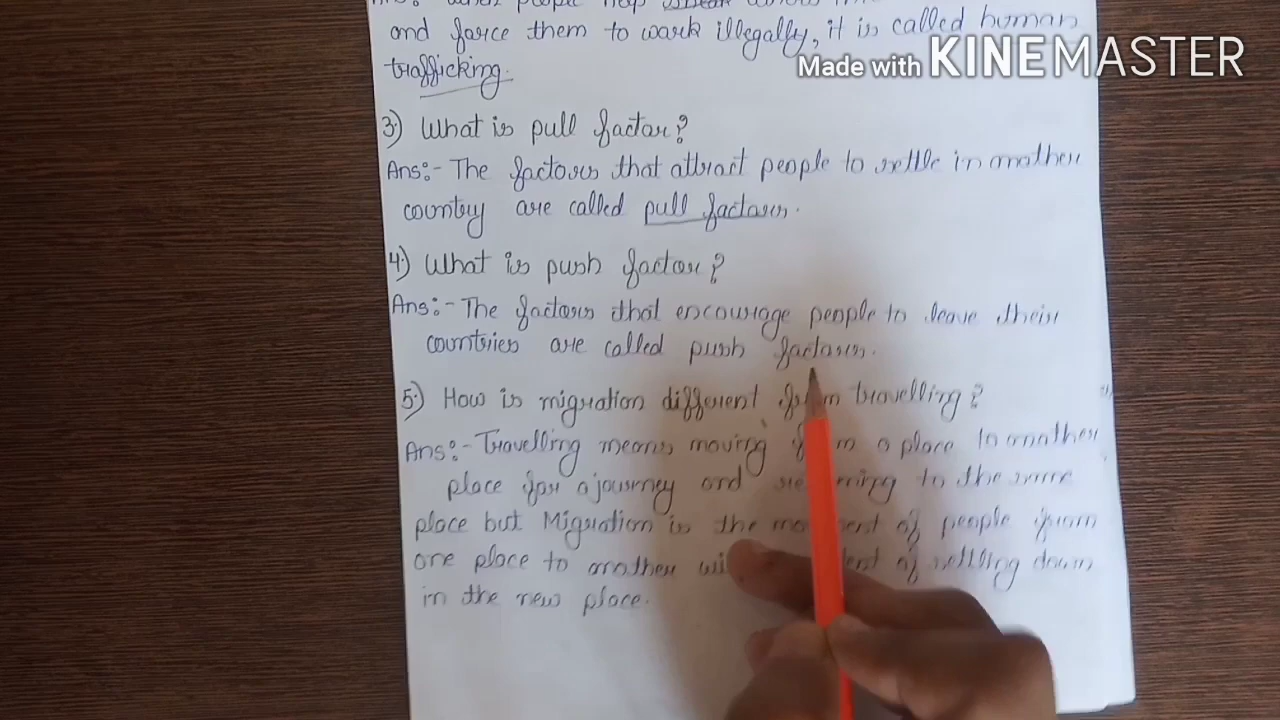 and force them to work illegally, it is called human
trafficking.
Made with KINEMASTER
3.) What is pull factor?
Ans:- The factors that attract people to settle in another
country are called pull factors.
4.) What is push factor?
Ans:- The factors that encourage people to leave their
countries are called push factors.
5.) How is migration different from travelling?
Ans:- Travelling means moving from a place to another
place for a journey and to the same
place but Migration is the of people from
one place to another of settling down
in the new place.